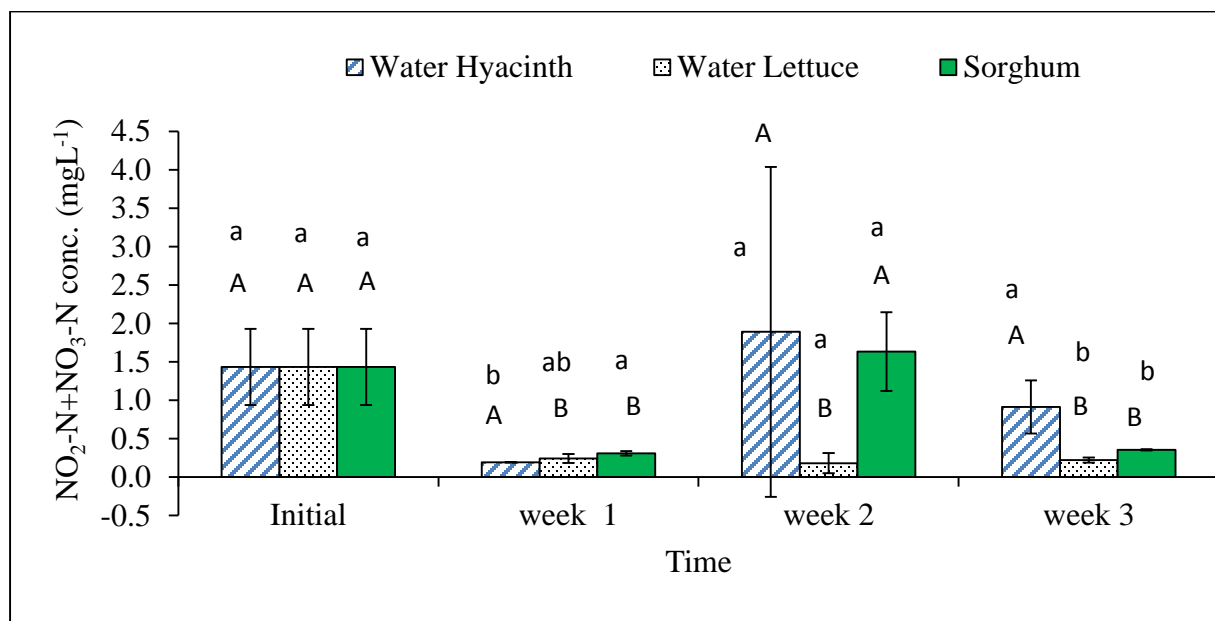 Water Hyacinth Water Lettuce Sorghum
NO₂-N+NO₃-N conc. (mgL⁻¹)
4.5
4.0
3.5
3.0
2.5
2.0
1.5
1.0
0.5
0.0
-0.5
a a a
A A A
b ab a
A B B
A
a a a
B A
a b b
A B B
Initial week 1 week 2 week 3
Time